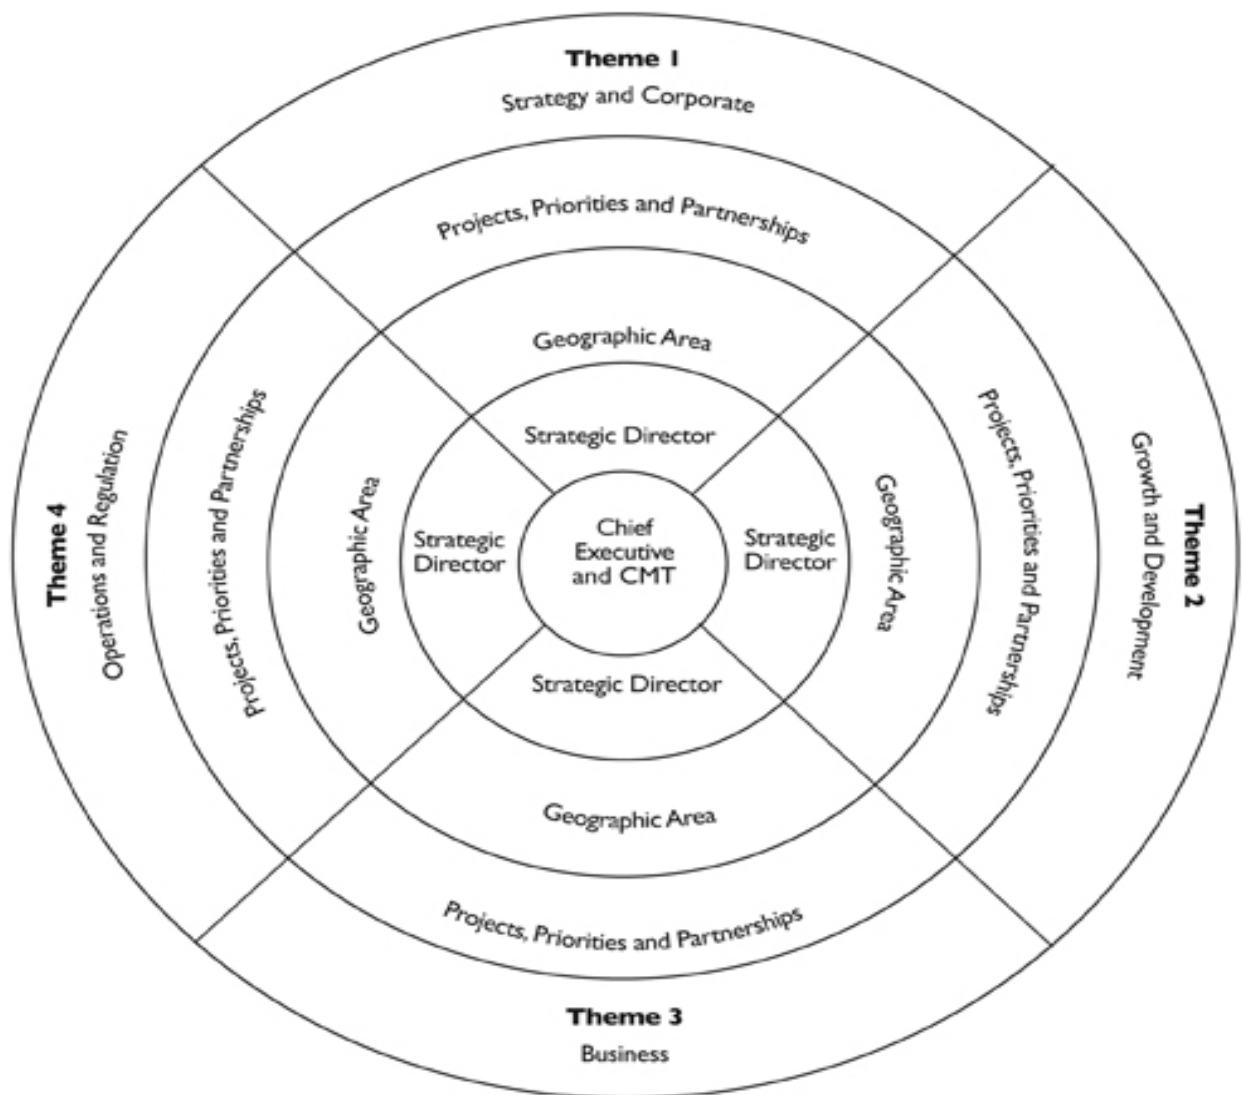 Theme 1
Strategy and Corporate
Projects, Priorities and Partnerships
Geographic Area
Strategic Director
Chief
Executive
and CMT
Strategic
Director
Geographic Area
Projects, Priorities and Partnerships
Growth and Development
Theme 2
Strategic Director
Geographic Area
Projects, Priorities and Partnerships
Theme 3
Business
Strategic
Director
Geographic Area
Projects, Priorities and Partnerships
Operations and Regulation
Theme 4